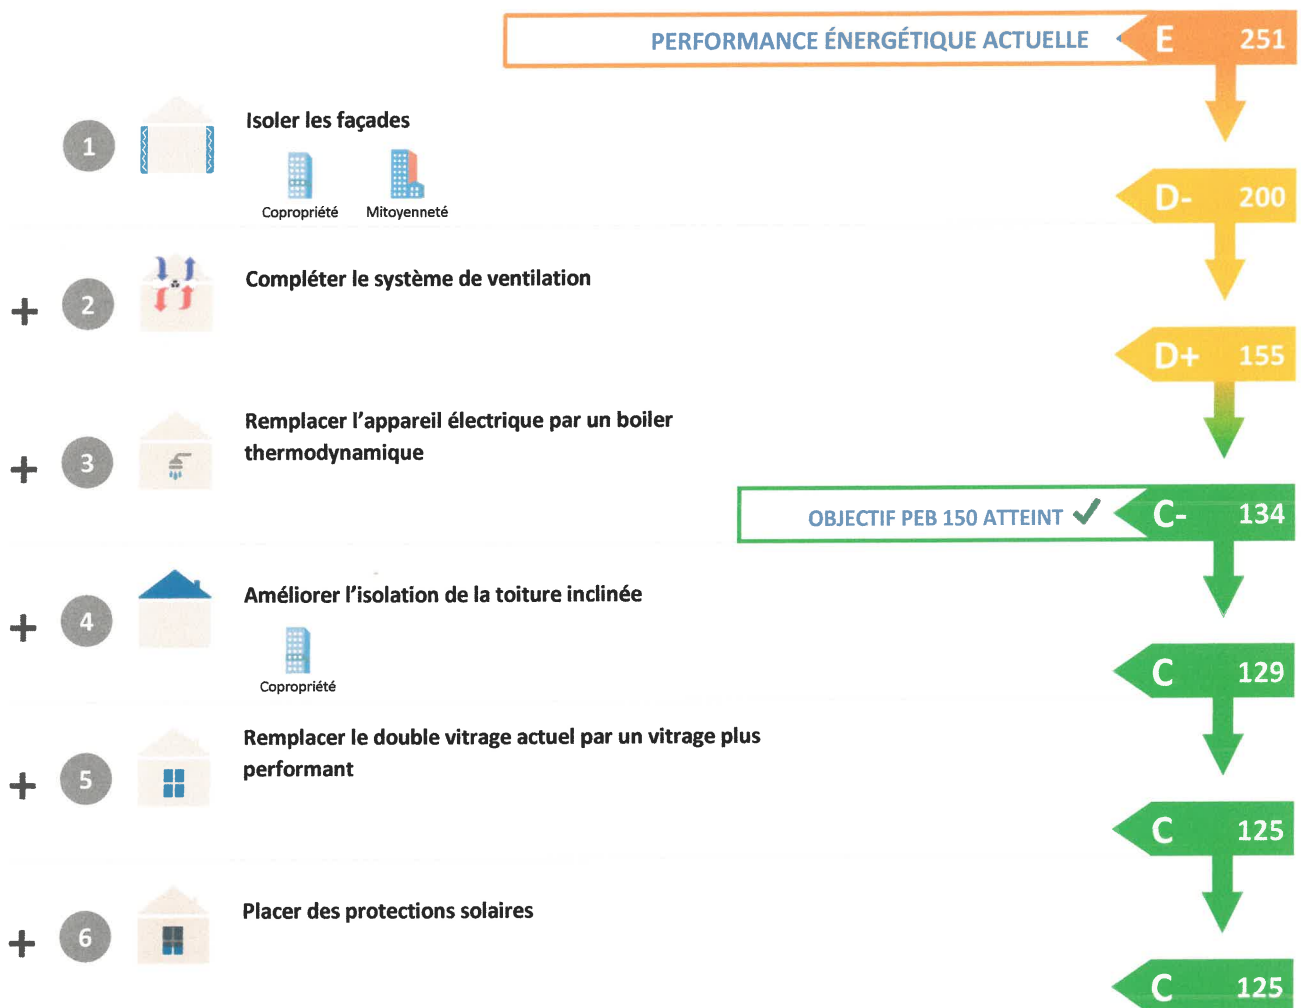 PERFORMANCE ÉNERGÉTIQUE ACTUELLE E 251
1 Isoler les façades
Copropriété Mitoyenneté
D- 200
+ 2 Compléter le système de ventilation
D+ 155
+ 3 Remplacer l'appareil électrique par un boiler
thermodynamique
OBJECTIF PEB 150 ATTEINT ✓ C- 134
+ 4 Améliorer l'isolation de la toiture inclinée
Copropriété
C 129
+ 5 Remplacer le double vitrage actuel par un vitrage plus
performant
C 125
+ 6 Placer des protections solaires
C 125